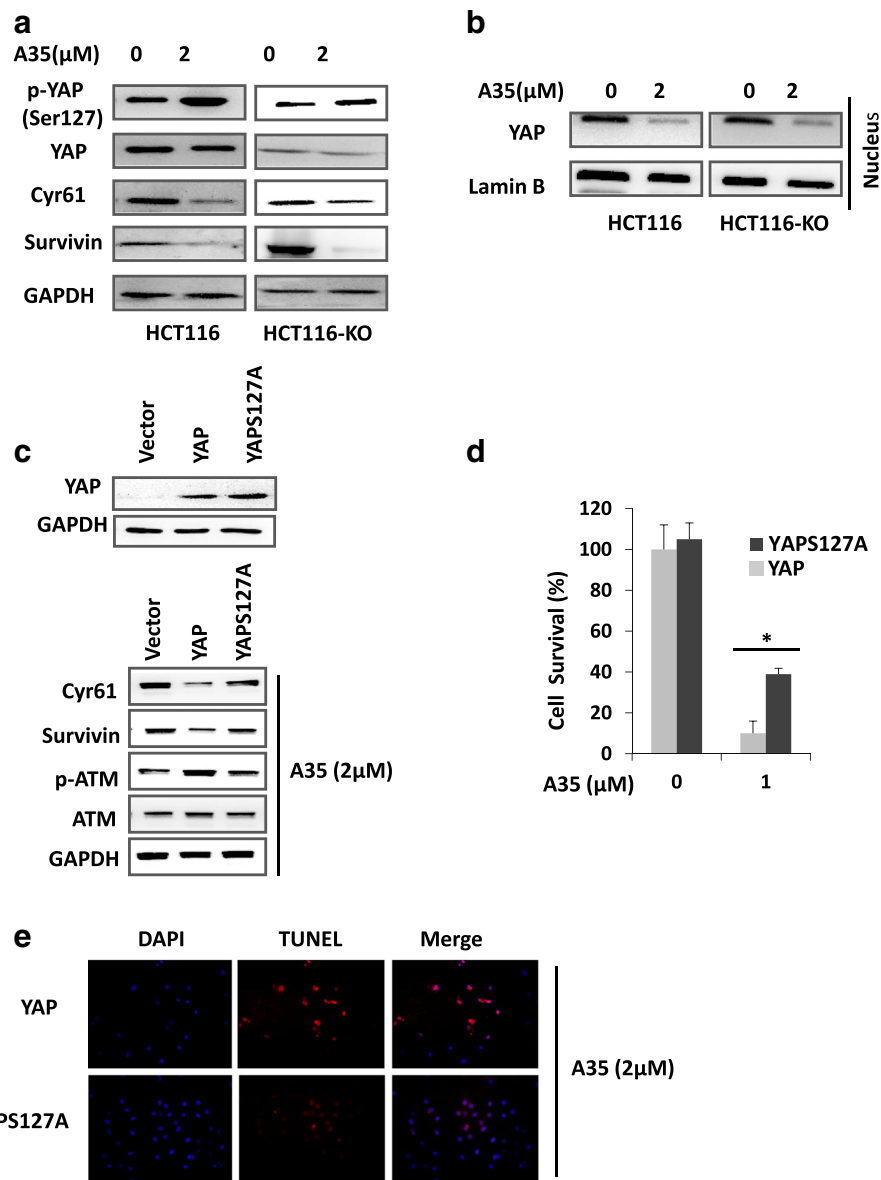 a
A35(μM) 0 2 0 2
p-YAP
(Ser127)
YAP
Cyr61
Survivin
GAPDH
HCT116 HCT116-KO
b
A35(μM) 0 2 0 2
YAP
Lamin B
Nucleus
HCT116 HCT116-KO
c
Vector YAP YAPS127A
YAP
GAPDH
Vector YAP YAPS127A
Cyr61
Survivin
p-ATM
ATM
GAPDH
A35 (2μM)
d
Cell Survival (%)
120
100
80
60
40
20
0
YAPS127A
YAP
*
A35 (μM) 0 1
e
DAPI TUNEL Merge
YAP
PS127A
A35 (2μM)